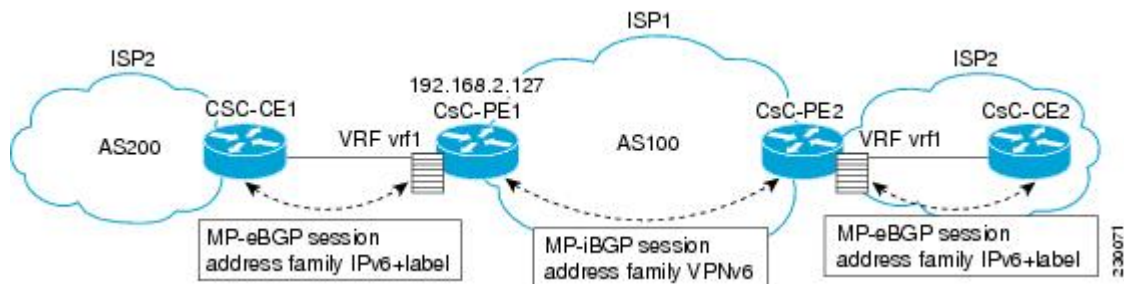 ISP1
ISP2
ISP2
192.168.2.127
CSC-CE1
CsC-PE1
CsC-PE2
CsC-CE2
AS200
VRF vrf1
AS100
VRF vrf1
MP-eBGP session
address family IPv6+label
MP-iBGP session
address family VPNv6
MP-eBGP session
address family IPv6+label
230071